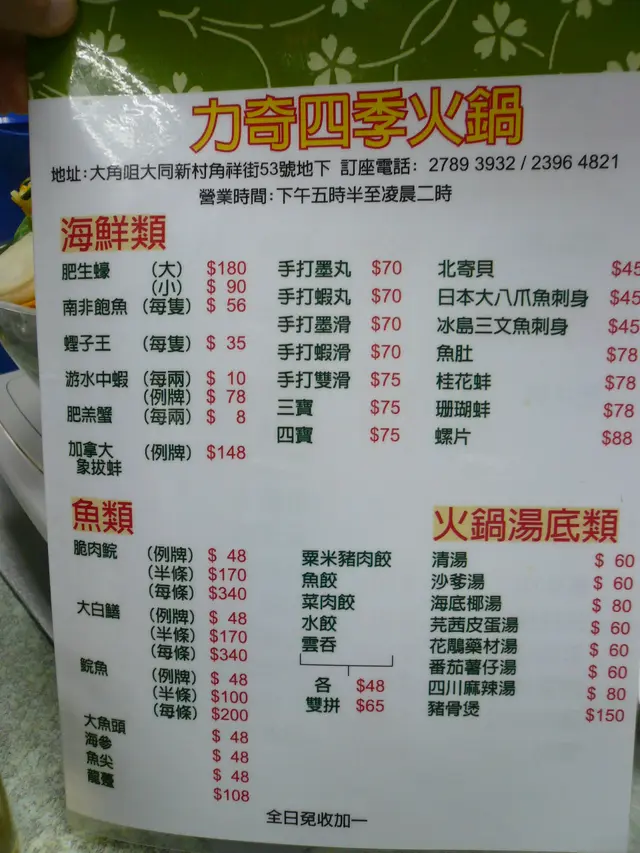 力奇四季火鍋
地址:大角咀大同新村角祥街53號地下 訂座電話: 2789 3932 / 2396 4821
營業時間:下午五時半至凌晨二時
海鮮類
肥生蠔 (大) $180
(小) $ 90
南非鮑魚 (每隻) $ 56
蟶子王 (每隻) $ 35
游水中蝦 (每兩) $ 10
(例牌) $ 78
肥羔蟹 (每兩) $ 8
加拿大象拔蚌 (例牌) $148
手打墨丸 $70
手打蝦丸 $70
手打墨滑 $70
手打蝦滑 $70
手打雙滑 $75
三寶 $75
四寶 $75
北寄貝 $45
日本大八爪魚刺身 $45
冰島三文魚刺身 $45
魚肚 $78
桂花蚌 $78
珊瑚蚌 $78
螺片 $88
魚類
脆肉鯇 (例牌) $ 48
(半條) $170
(每條) $340
大白鱔 (例牌) $ 48
(半條) $170
(每條) $340
鯇魚 (例牌) $ 48
(半條) $100
(每條) $200
大魚頭 $ 48
海參 $ 48
魚尖 $ 48
龍躉 $108
粟米豬肉餃
魚餃
菜肉餃
水餃
雲吞
各 $48
雙拼 $65
火鍋湯底類
清湯 $ 60
沙爹湯 $ 60
海底椰湯 $ 80
芫茜皮蛋湯 $ 60
花鵰藥材湯 $ 60
番茄薯仔湯 $ 60
四川麻辣湯 $ 80
豬骨煲 $150
全日免收加一